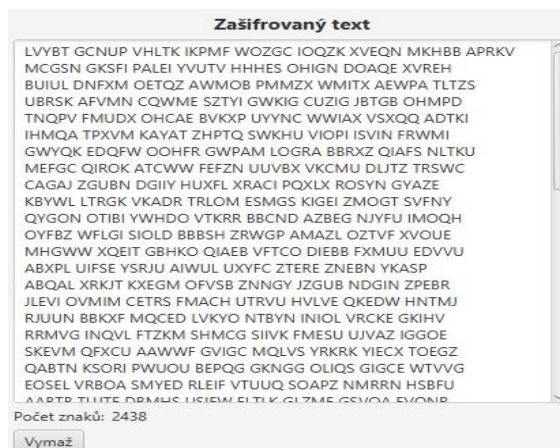 Zašifrovaný text
LVYBT GCNUP VHLTK IKPMF WOZGC IOQZK XVEQN MKHBB APRKV
MCGSN GKSFI PALEI YVUTV HHHES OHIGN DOAQE XVREH
BUIUL DNFXM OETQZ AWMOB PMMZX WMITX AEWPA TLTZS
UBRSK AFVMN CQWME SZTYI GWKIG CUZIG JBTGB OHMPD
TNQPV FMUDX OHCAE BVKXP UYYNC WWIAX VSXQQ ADTKI
IHMQA TPXVM KAYAT ZHPTQ SWKHU VIOPI ISVIN FRWMI
GWYQK EDQFW OOHFR GWPAM LOGRA BBRXZ QIAFS NLTKU
MEFGC QIROK ATCWW FEFZN UUVBX VKCMU DLJTZ TRSWC
CAGAJ ZGUBN DGIIY HUXFL XRACI PQXLX ROSYN GYAZE
KBYWL LTRGK VKADR TRLOM ESMGS KIGEI ZMOGT SVFNY
QYGON OTIBI YWHDO VTKRR BBCND AZBEG NJYFU IMOQH
OYFBZ WFLGI SIOLD BBBSH ZRWGP AMAZL OZTVF XVOUE
MHGWW XQEIT GBHKO QIAEB VFTCO DIEBB FXMUU EDVVU
ABXPL UIFSE YSRJU AIWUL UXYFC ZTERE ZNEBN YKASP
ABQAL XRKJT KXEGM OFVSB ZNNGY JZGUB NDGIN ZPEBR
JLEVI OVMIM CETRS FMACH UTRVU HVLVE QKEDW HNTMJ
RJUUN BBKXF MQCED LVKYO NTBYN INIOL VRCKE GKIHV
RRMVG INQVL FTZKM SHMCG SIIVK FMESU UJVAZ IGGOE
SKEVM QFXCU AAWWF GVIGC MQLVS YRKRK YIECX TOEGZ
QABTN KSORI PWUOU BEPQG GKNGG OLIQS GIGCE WTVVG
EOSEL VRBOA SMYED RLEIF VTUUQ SOAPZ NMRRN HSBFU
Počet znaků: 2438
Vymaž